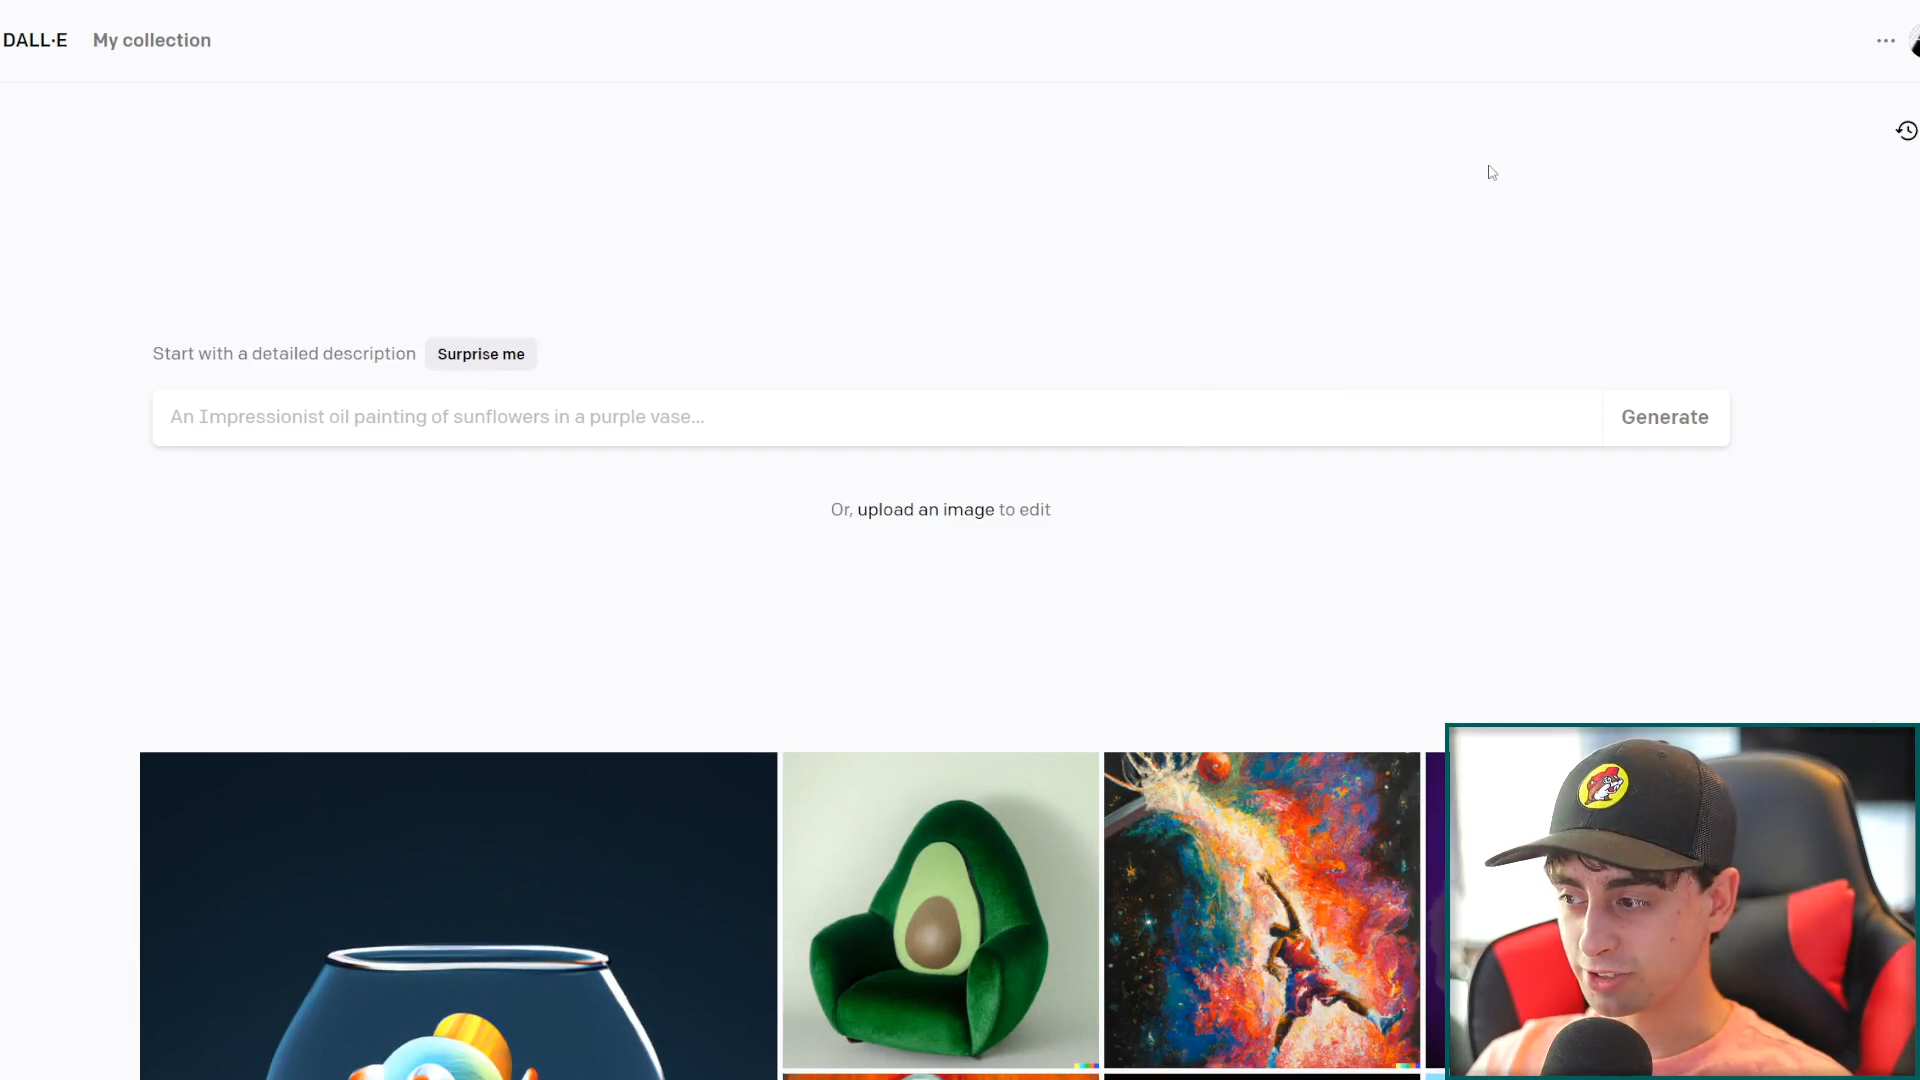 DALL·E My collection
Start with a detailed description Surprise me
An Impressionist oil painting of sunflowers in a purple vase... Generate
Or, upload an image to edit